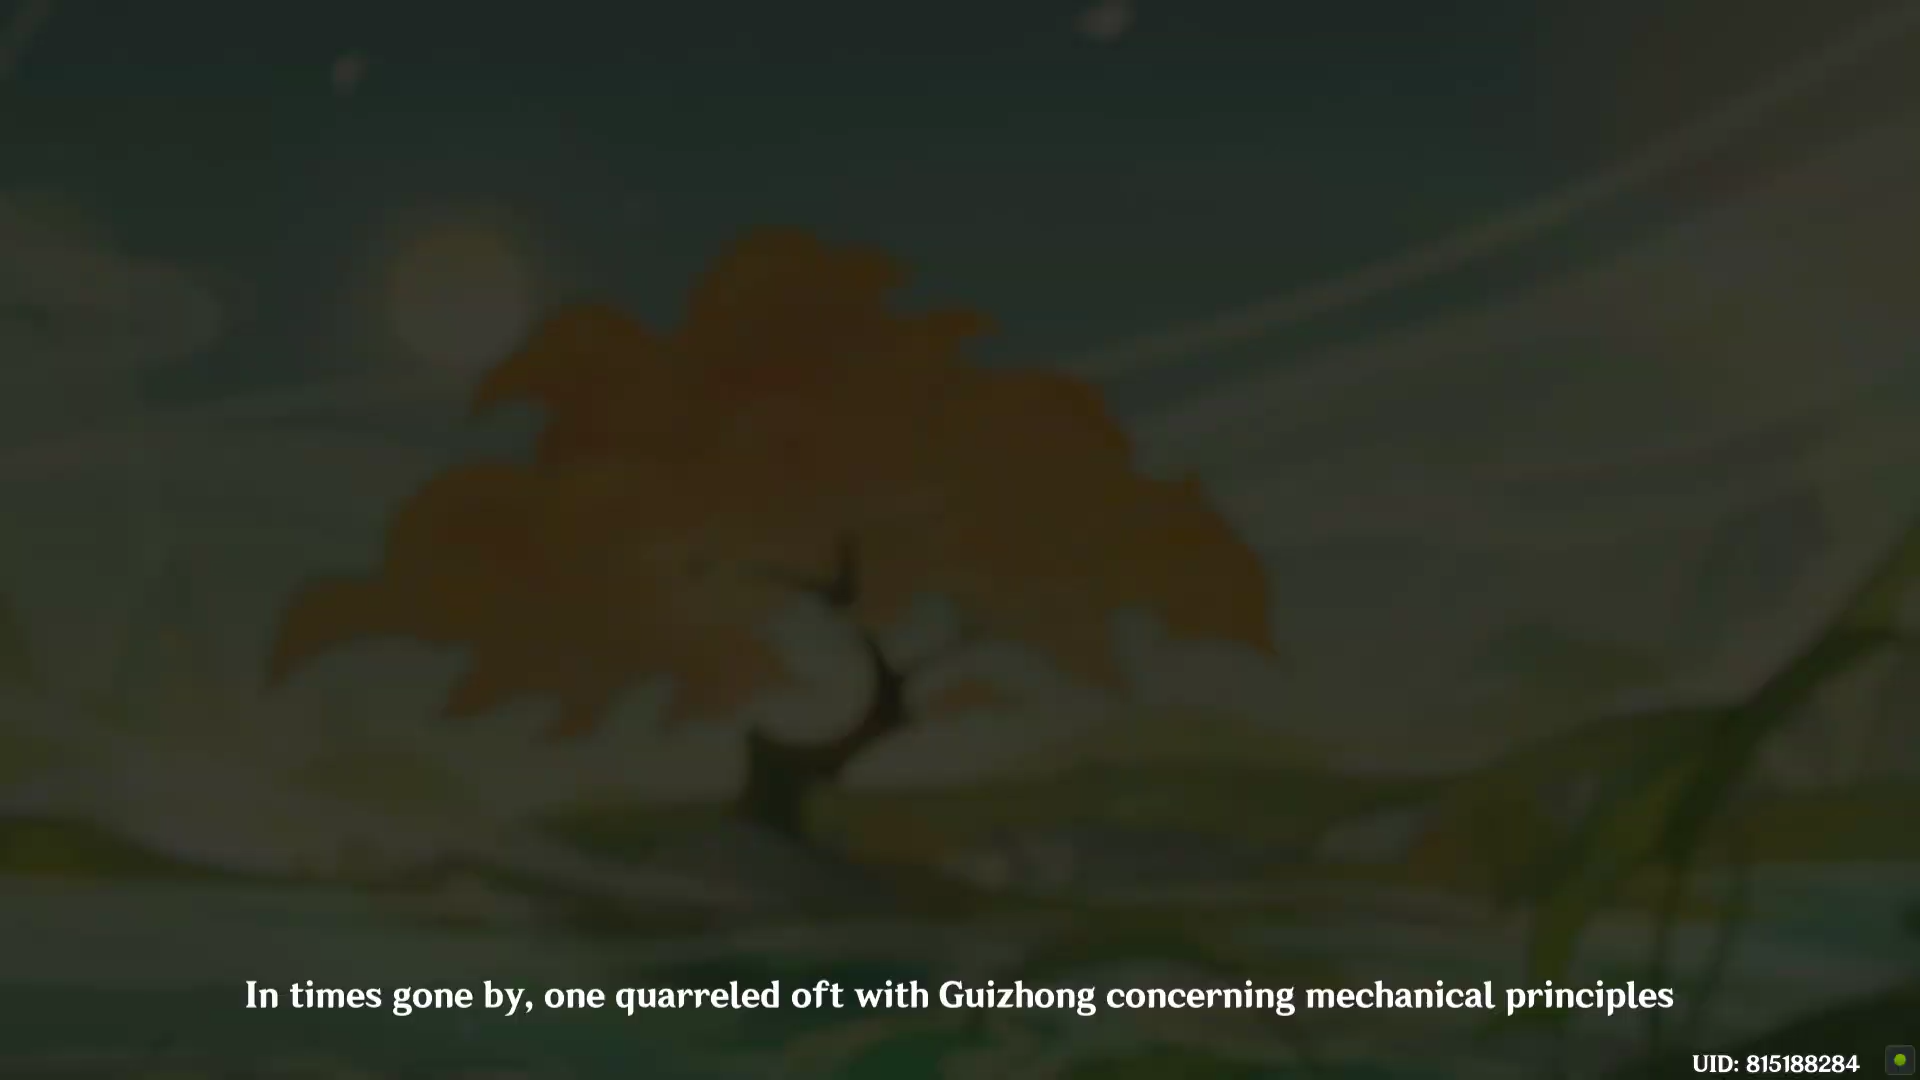 In times gone by, one quarreled oft with Guizhong concerning mechanical principles
UID: 815188284